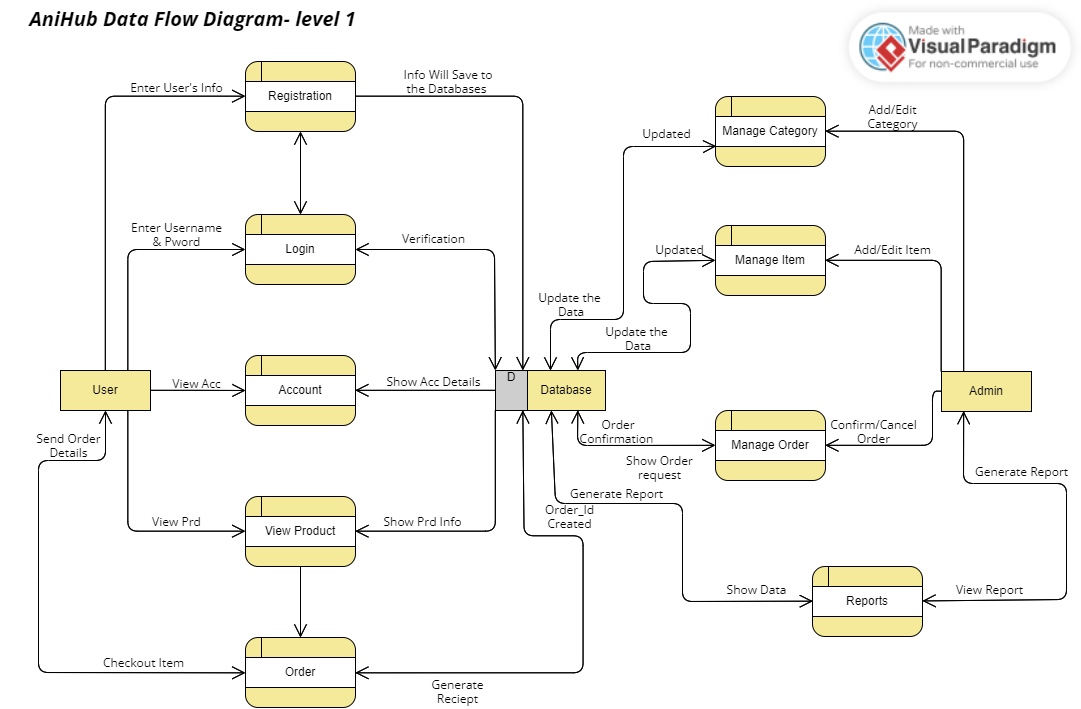 AniHub Data Flow Diagram- level 1
Made with
VisualParadigm
For non-commercial use
Enter User's Info
Registration
Info Will Save to
the Databases
Updated
Manage Category
Add/Edit
Category
Enter Username
& Pword
Login
Verification
Updated
Manage Item
Add/Edit Item
Update the
Data
Update the
Data
User
View Acc
Account
Show Acc Details
D
Database
Admin
Send Order
Details
Order
Confirmation
Manage Order
Confirm/Cancel
Order
Show Order
request
Generate Report
Generate Report
Order_Id
Created
View Prd
View Product
Show Prd Info
Show Data
Reports
View Report
Checkout Item
Order
Generate
Reciept